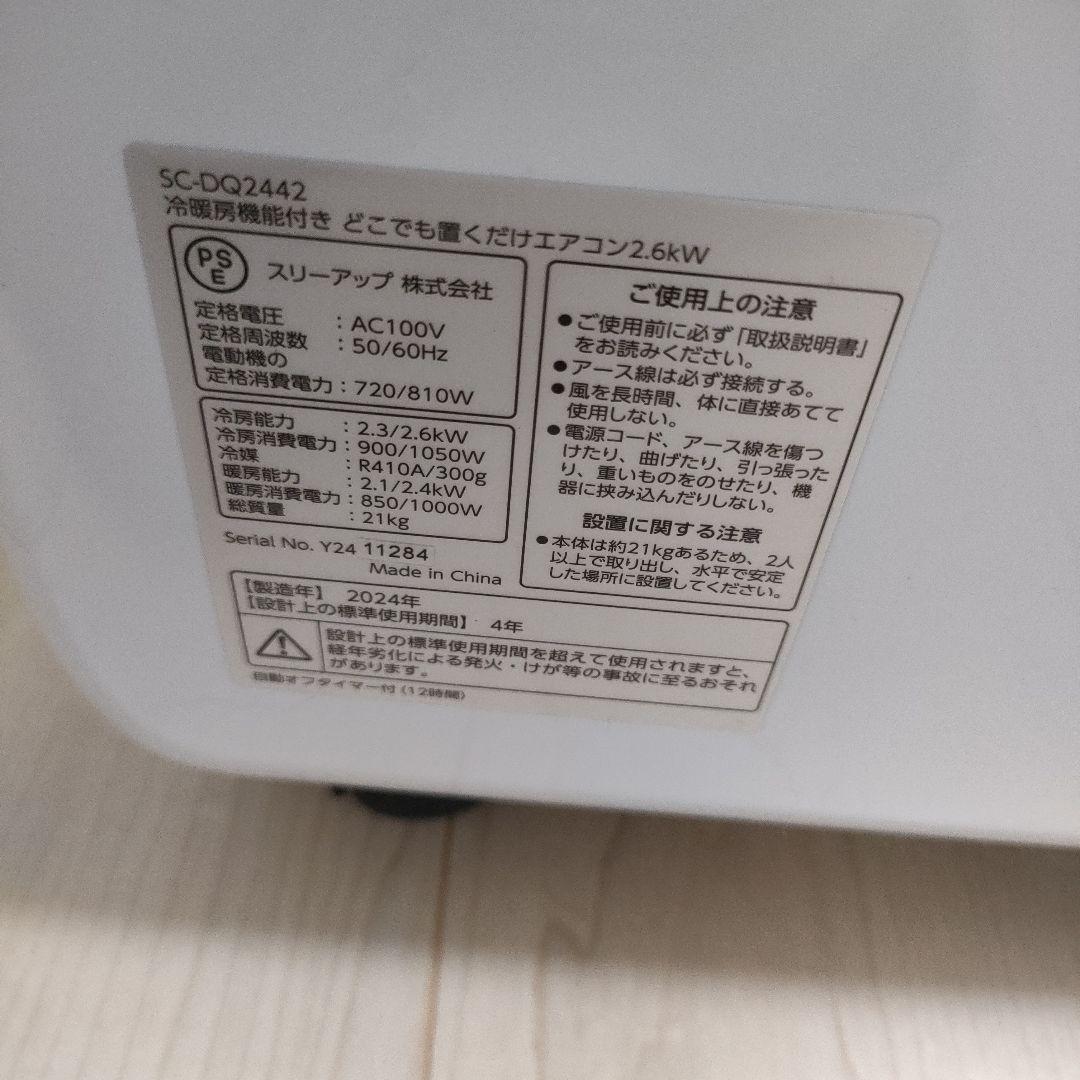 SC-DQ2442
冷暖房機能付き どこでも置くだけエアコン2.6kW
PS
E
スリーアップ 株式会社
定格電圧 : AC100V
定格周波数 : 50/60Hz
電動機の
定格消費電力 : 720/810W
冷房能力 : 2.3/2.6kW
冷房消費電力 : 900/1050W
冷媒 : R410A/300g
暖房能力 : 2.1/2.4kW
暖房消費電力 : 850/1000W
総質量 : 21kg
Serial No. Y24 11284
Made in China
ご使用上の注意
●ご使用前に必ず「取扱説明書」
をお読みください。
●アース線は必ず接続する。
●風を長時間、体に直接あてて
使用しない。
●電源コード、アース線を傷つ
けたり、曲げたり、引っ張った
り、重いものをのせたり、機
器に挟み込んだりしない。
設置に関する注意
●本体は約21kgあるため、2人
以上で取り出し、水平で安定
した場所に設置してください。
【製造年】 2024年
【設計上の標準使用期間】 4年
設計上の標準使用期間を超えて使用されますと、
経年劣化による発火・けが等の事故に至るおそれ
があります。
自動オフタイマー付（12時間）